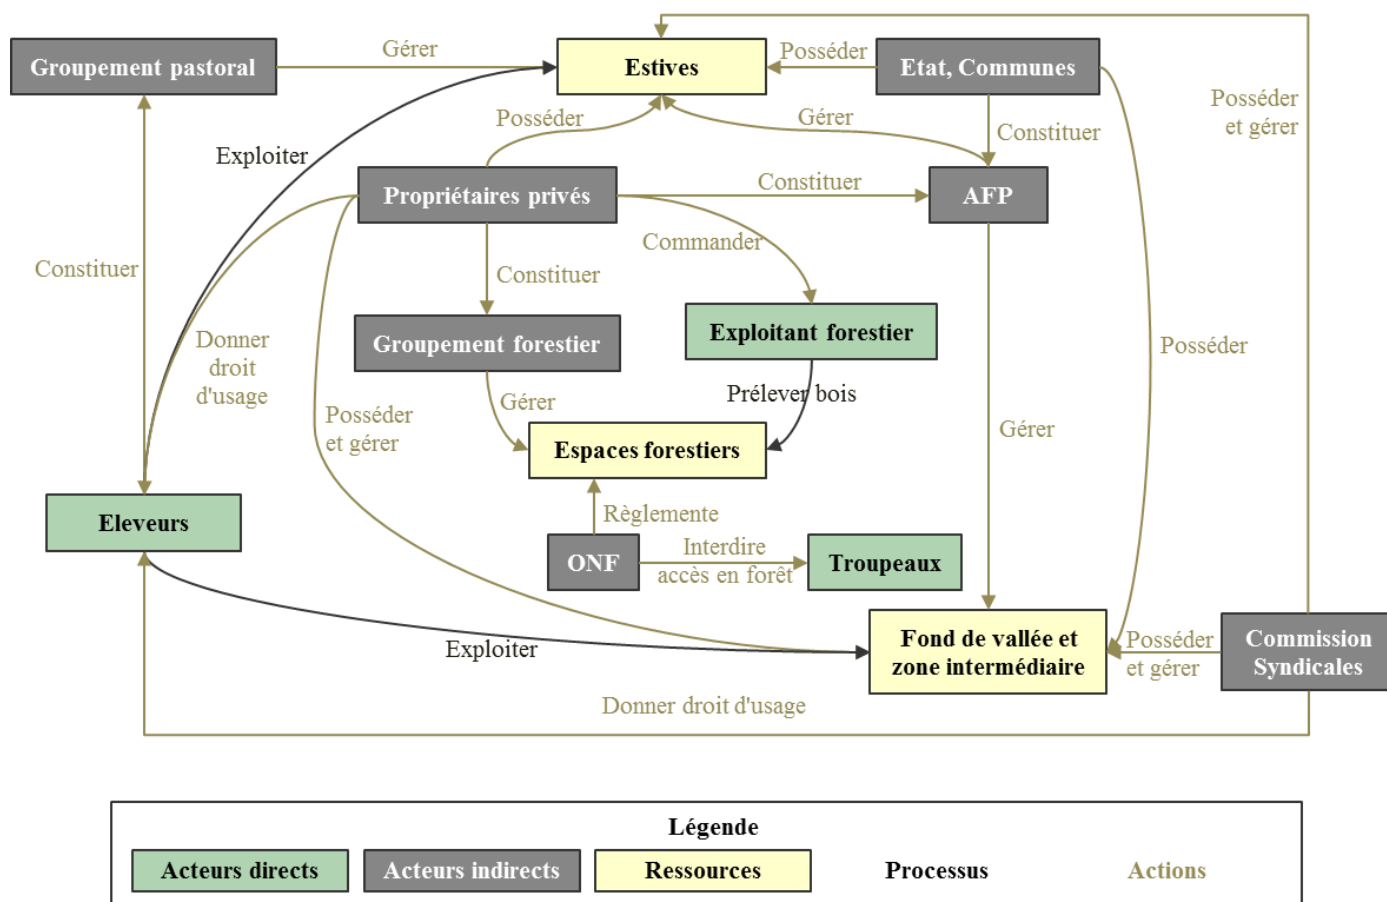 Gérer
Groupement pastoral
Estives
Posséder
Etat, Communes
Posséder
et gérer
Posséder
Gérer
Constituer
Exploiter
Propriétaires privés
Constituer
AFP
Commander
Constituer
Constituer
Donner
droit
d'usage
Groupement forestier
Exploitant forestier
Posséder
Prélever bois
Gérer
Posséder
et gérer
Gérer
Espaces forestiers
Règlemente
Eleveurs
ONF
Interdire
accès en forêt
Troupeaux
Exploiter
Fond de vallée et
zone intermédiaire
Posséder
et gérer
Commission
Syndicales
Donner droit d'usage
Légende
Acteurs directs
Acteurs indirects
Ressources
Processus
Actions